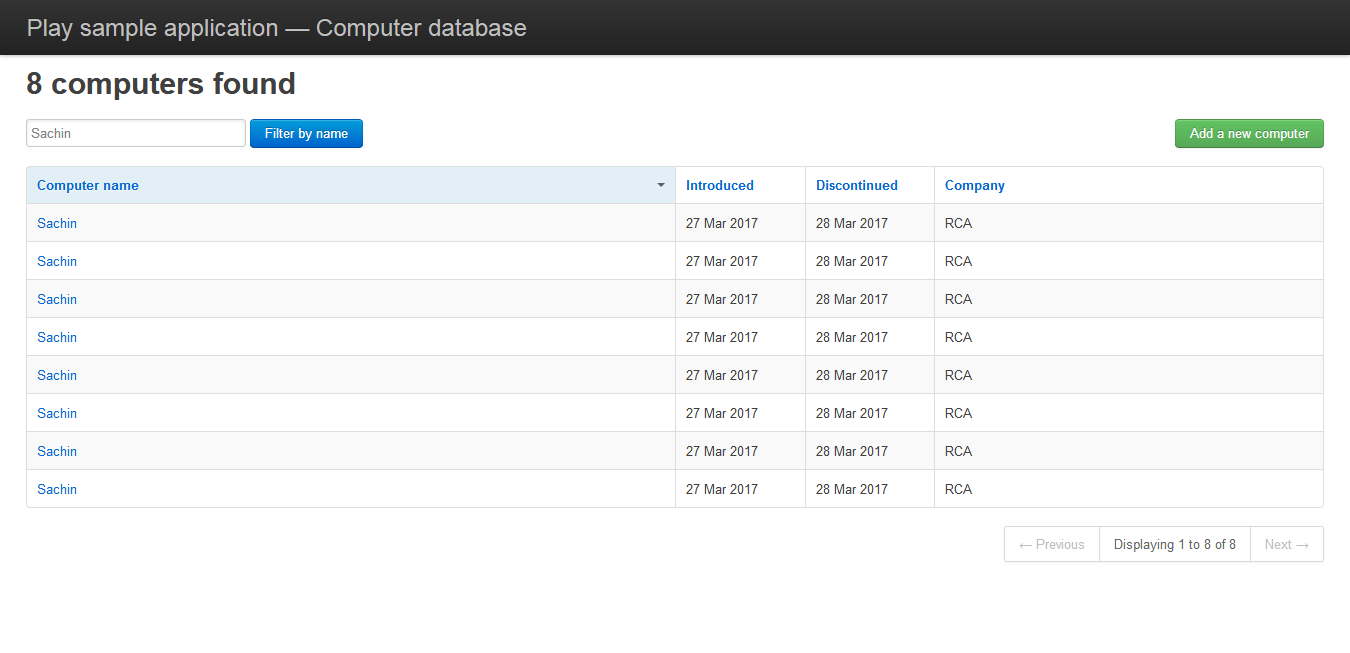 Play sample application — Computer database
8 computers found
Sachin Filter by name Add a new computer
Computer name Introduced Discontinued Company
Sachin 27 Mar 2017 28 Mar 2017 RCA
Sachin 27 Mar 2017 28 Mar 2017 RCA
Sachin 27 Mar 2017 28 Mar 2017 RCA
Sachin 27 Mar 2017 28 Mar 2017 RCA
Sachin 27 Mar 2017 28 Mar 2017 RCA
Sachin 27 Mar 2017 28 Mar 2017 RCA
Sachin 27 Mar 2017 28 Mar 2017 RCA
Sachin 27 Mar 2017 28 Mar 2017 RCA
← Previous Displaying 1 to 8 of 8 Next →